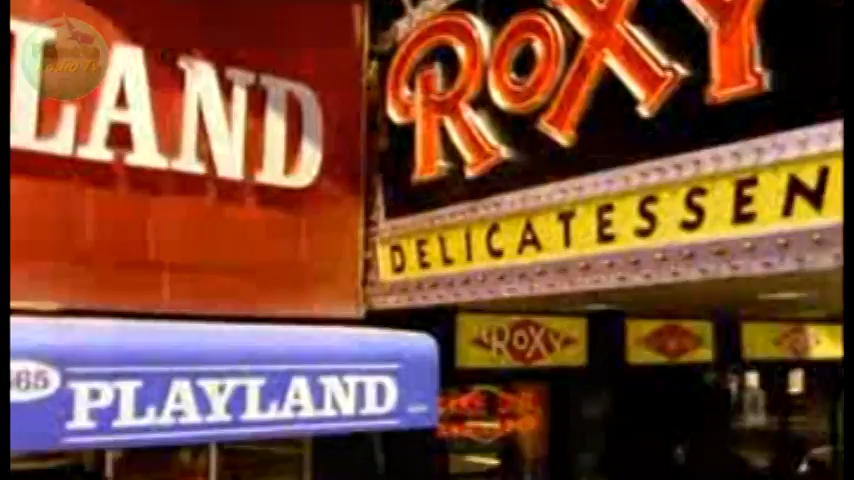 LAND
ROXY
DELICATESSEN
ROXY
65
PLAYLAND